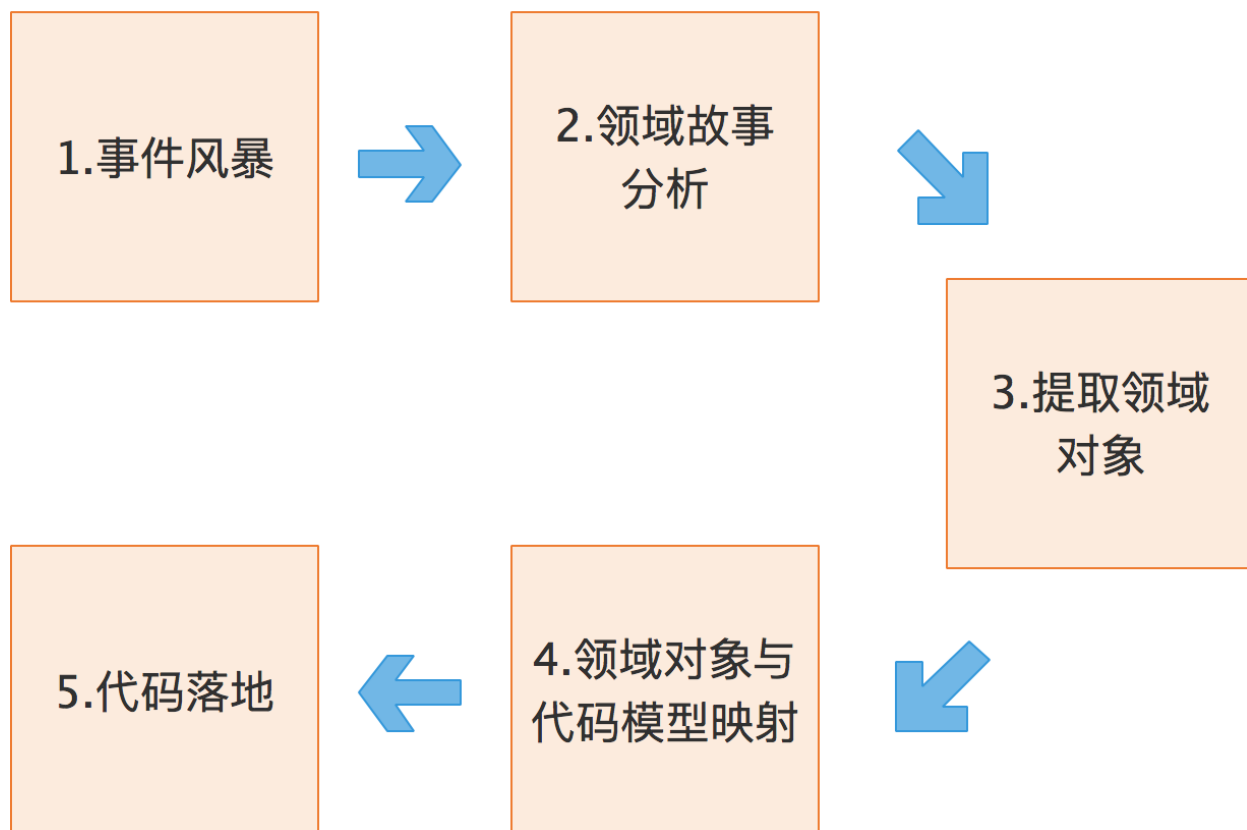 1.事件风暴
2.领域故事
分析
3.提取领域
对象
4.领域对象与
代码模型映射
5.代码落地